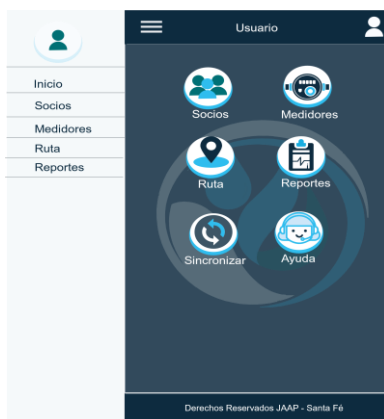 Usuario
Inicio
Socios
Medidores
Ruta
Reportes
Socios
Medidores
Ruta
Reportes
Sincronizar
Ayuda
Derechos Reservados JAAP - Santa Fé